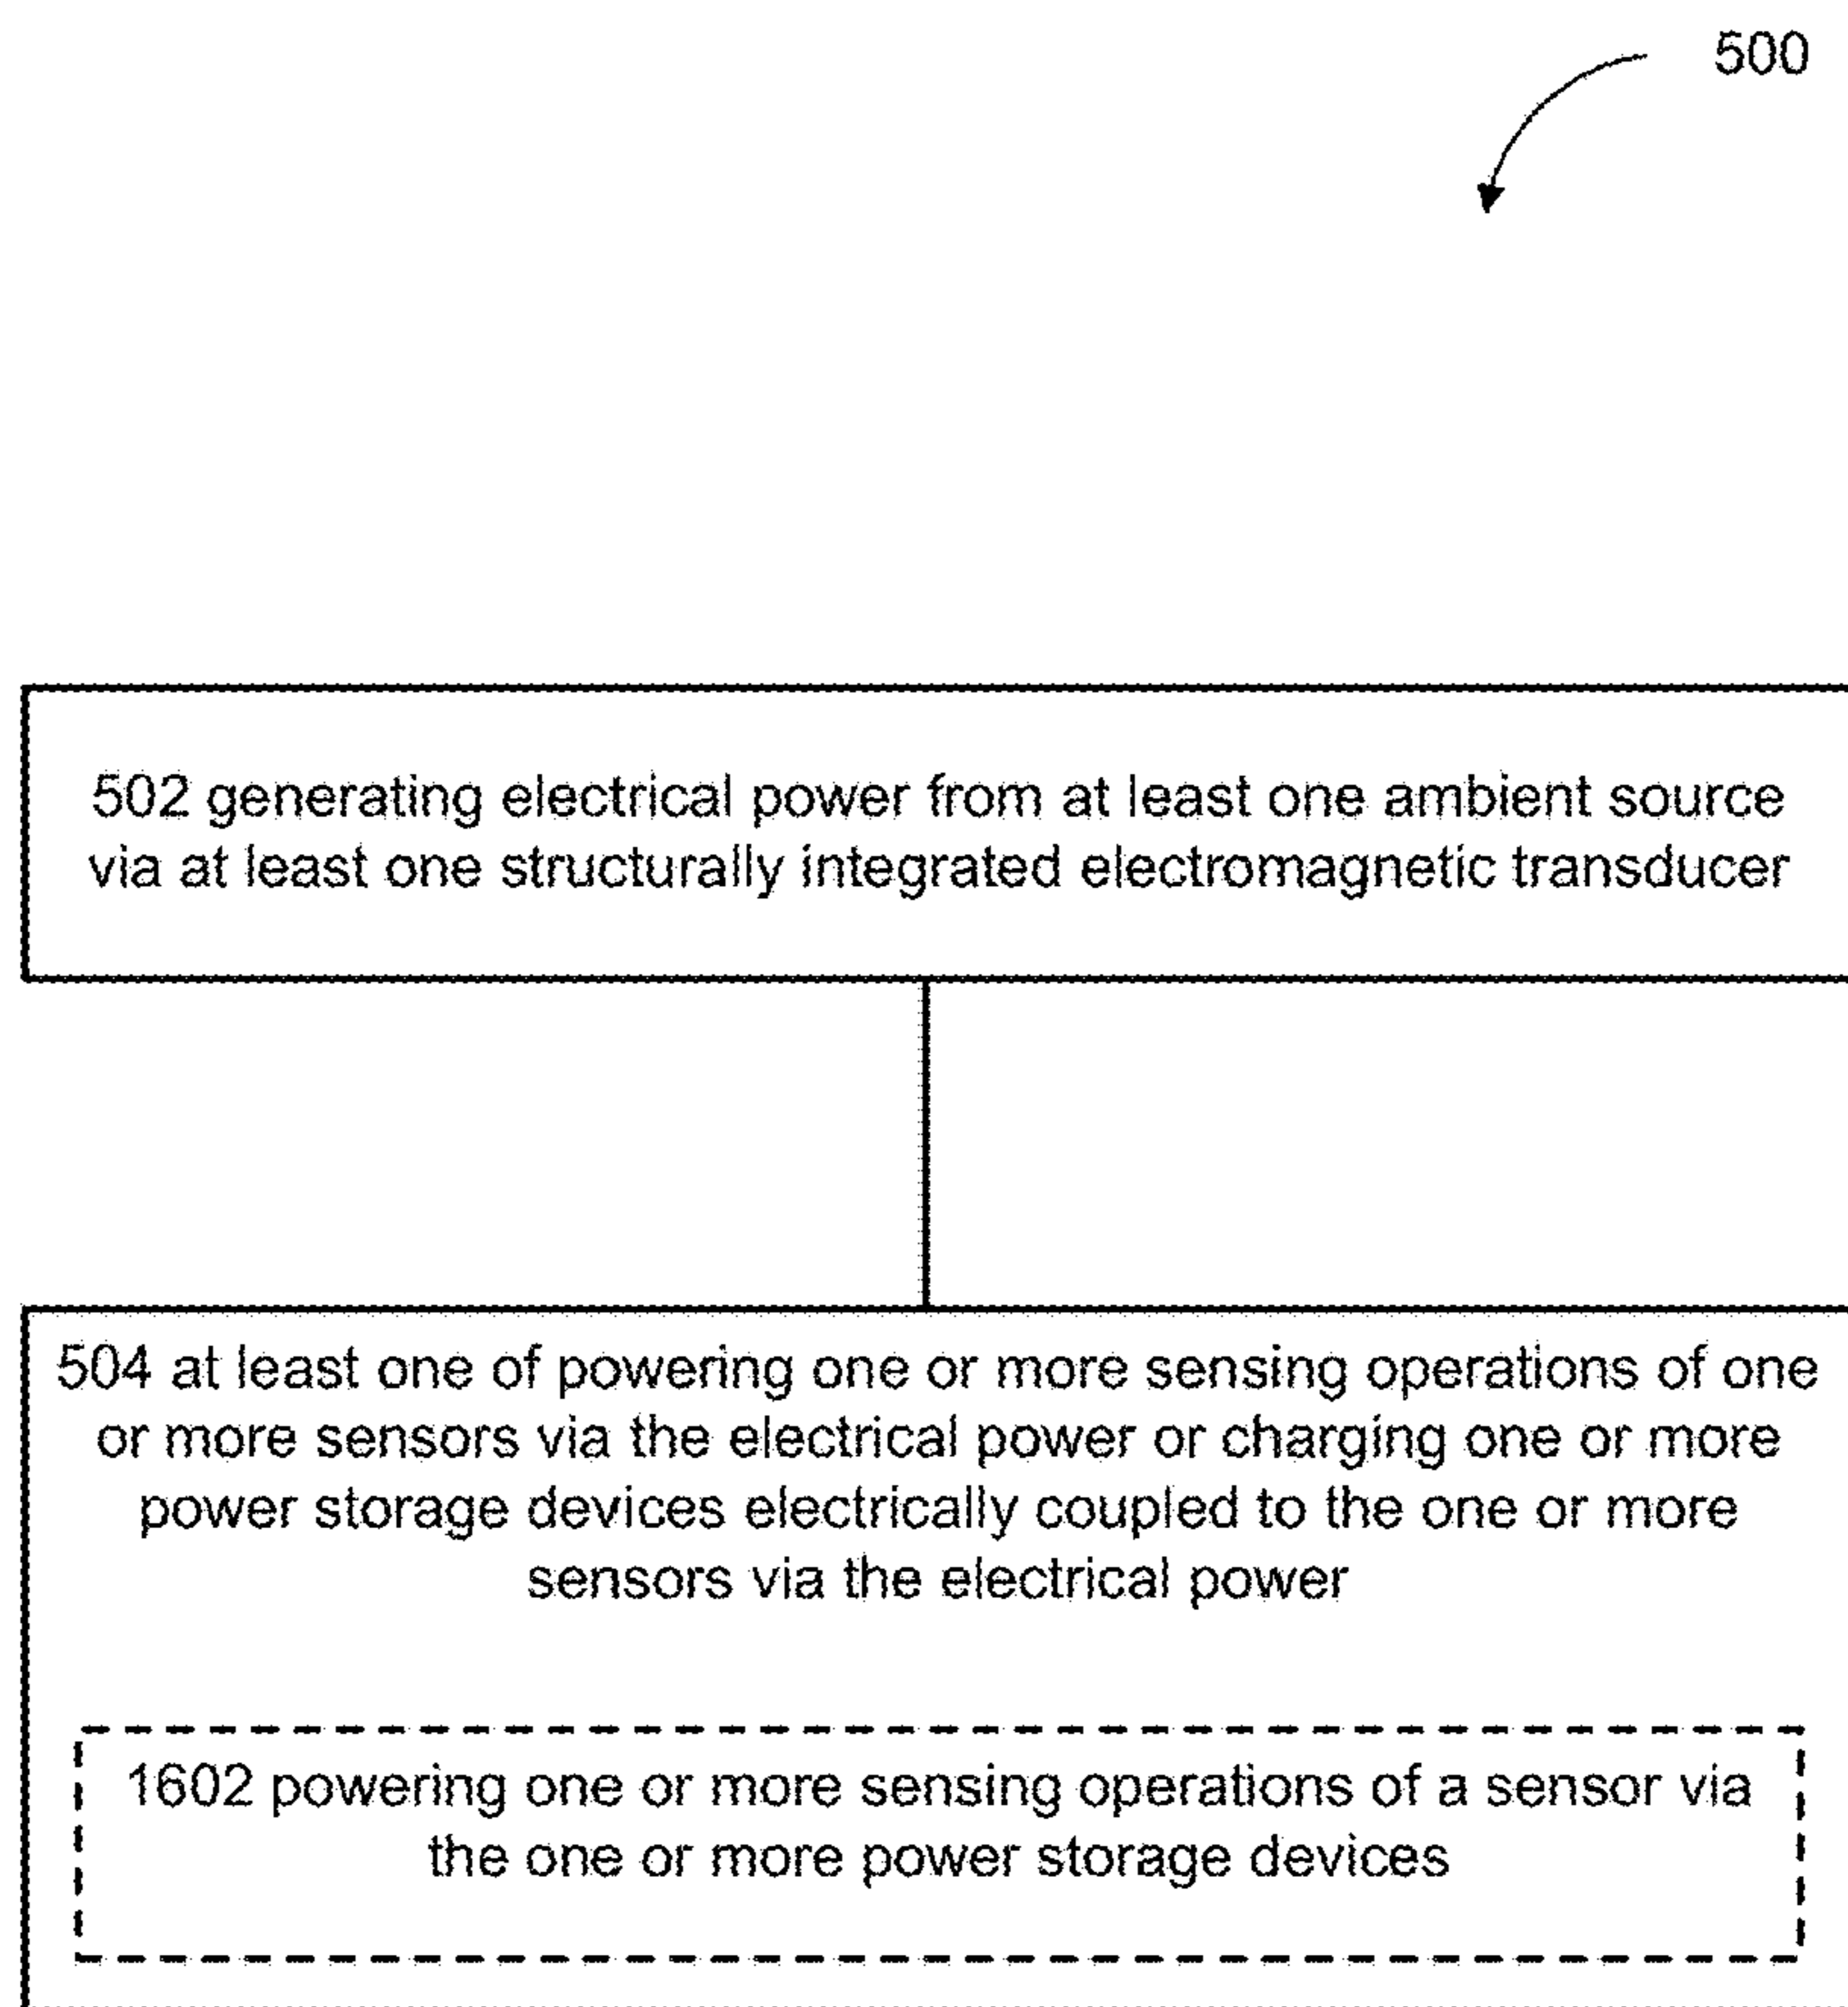 500
502 generating electrical power from at least one ambient source
via at least one structurally integrated electromagnetic transducer
504 at least one of powering one or more sensing operations of one
or more sensors via the electrical power or charging one or more
power storage devices electrically coupled to the one or more
sensors via the electrical power
1602 powering one or more sensing operations of a sensor via
the one or more power storage devices